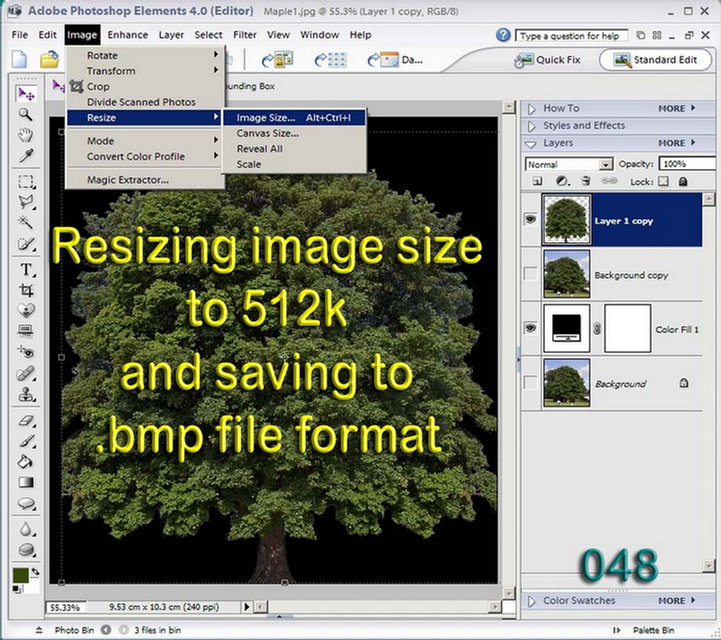 Adobe Photoshop Elements 4.0 (Editor)
Maple1.jpg @ 55.3% (Layer 1 copy, RGB/8)
File Edit Image Enhance Layer Select Filter View Window Help
Type a question for help
Da...
Quick Fix
Standard Edit
Rotate
Transform
Crop
Divide Scanned Photos
Resize
Mode
Convert Color Profile
Magic Extractor...
Image Size... Alt+Ctrl+I
Canvas Size...
Reveal All
Scale
ounding Box
How To MORE
Styles and Effects
Layers MORE
Normal Opacity: 100%
Lock:
Layer 1 copy
Background copy
Color Fill 1
Background
Resizing image size
to 512k
and saving to
.bmp file format
048
55.33% 9.53 cm x 10.3 cm (240 ppi)
Color Swatches MORE
Photo Bin 3 files in bin
Palette Bin